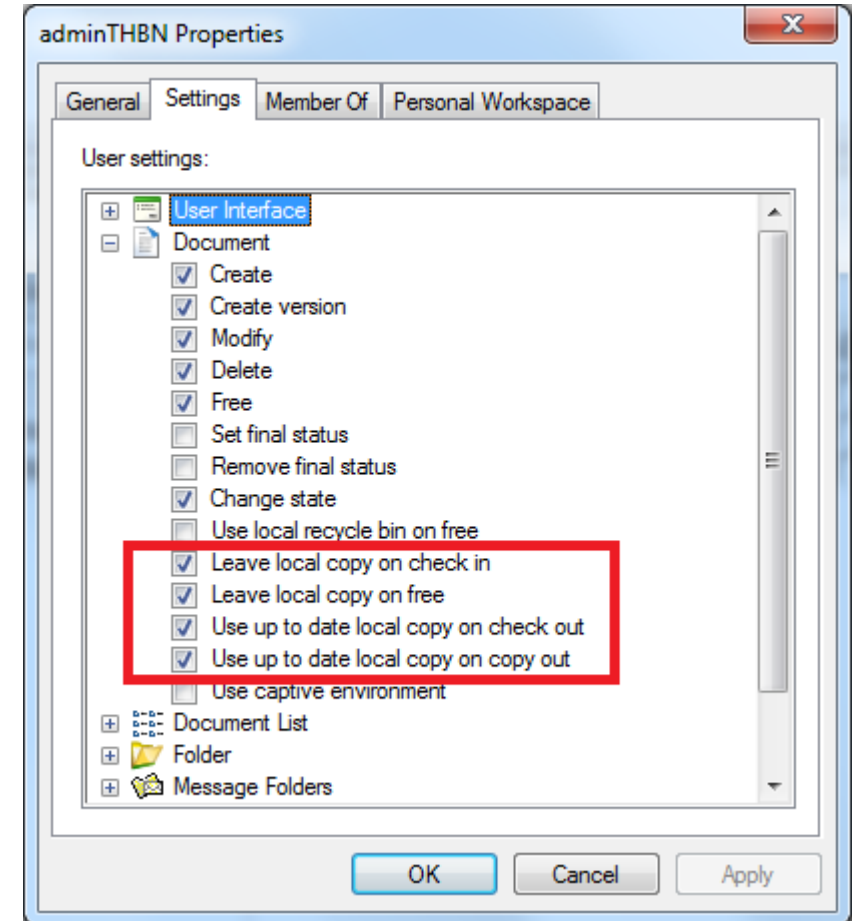 adminTHBN Properties
General Settings Member Of Personal Workspace
User settings:
User Interface
Document
Create
Create version
Modify
Delete
Free
Set final status
Remove final status
Change state
Use local recycle bin on free
Leave local copy on check in
Leave local copy on free
Use up to date local copy on check out
Use up to date local copy on copy out
Use captive environment
Document List
Folder
Message Folders
OK Cancel Apply